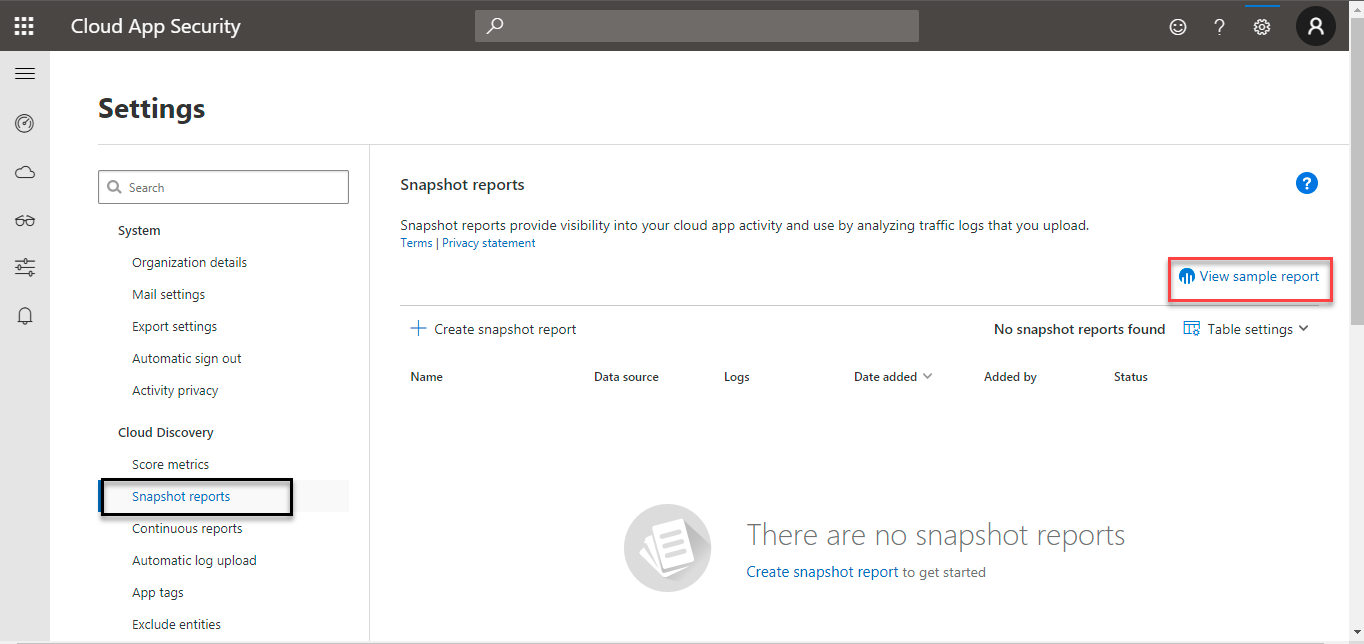 Cloud App Security
Settings
Search
System
Organization details
Mail settings
Export settings
Automatic sign out
Activity privacy
Cloud Discovery
Score metrics
Snapshot reports
Continuous reports
Automatic log upload
App tags
Exclude entities
Snapshot reports
?
Snapshot reports provide visibility into your cloud app activity and use by analyzing traffic logs that you upload.
Terms | Privacy statement
View sample report
Create snapshot report No snapshot reports found Table settings
Name Data source Logs Date added Added by Status
There are no snapshot reports
Create snapshot report to get started